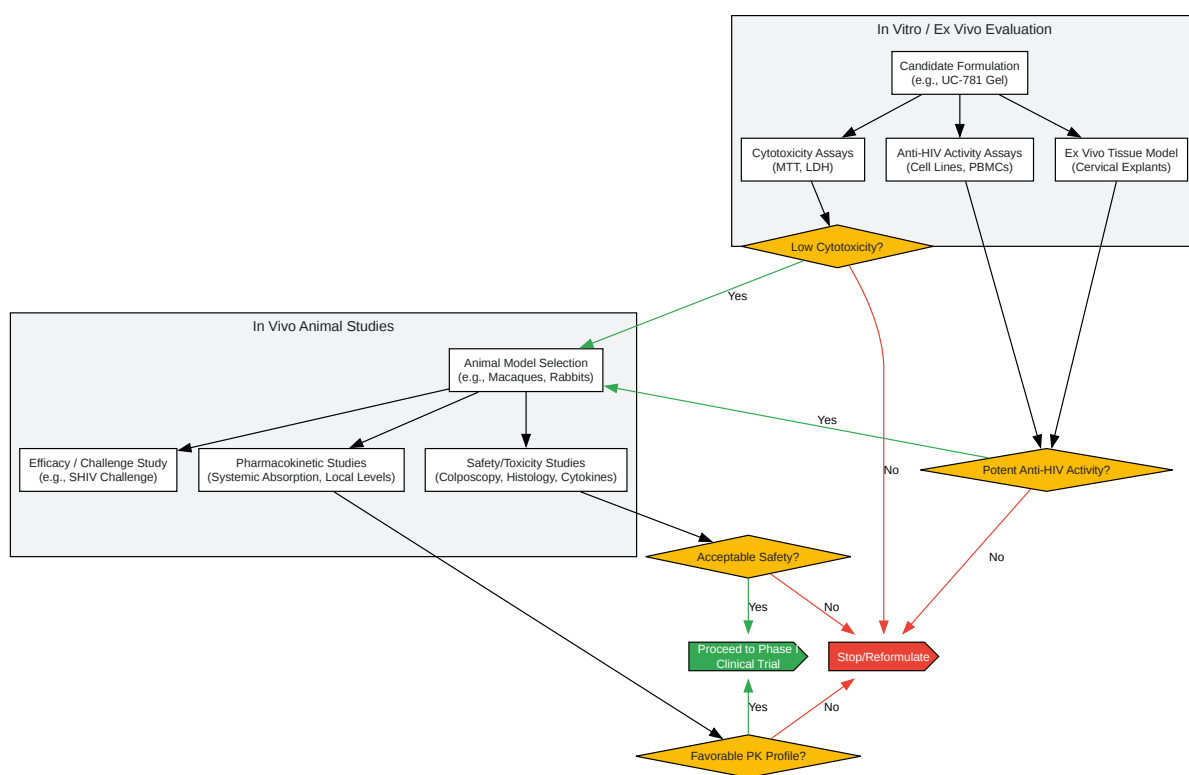 In Vitro / Ex Vivo Evaluation
Candidate Formulation
(e.g., UC-781 Gel)
Cytotoxicity Assays
(MTT, LDH)
Anti-HIV Activity Assays
(Cell Lines, PBMCs)
Ex Vivo Tissue Model
(Cervical Explants)
Low Cytotoxicity?
Yes
In Vivo Animal Studies
Animal Model Selection
(e.g., Macaques, Rabbits)
Yes
Efficacy / Challenge Study
(e.g., SHIV Challenge)
Pharmacokinetic Studies
(Systemic Absorption, Local Levels)
Safety/Toxicity Studies
(Colposcopy, Histology, Cytokines)
No
Potent Anti-HIV Activity?
Acceptable Safety?
No
Yes
No
Proceed to Phase I
Clinical Trial
Stop/Reformulate
Yes
No
Favorable PK Profile?